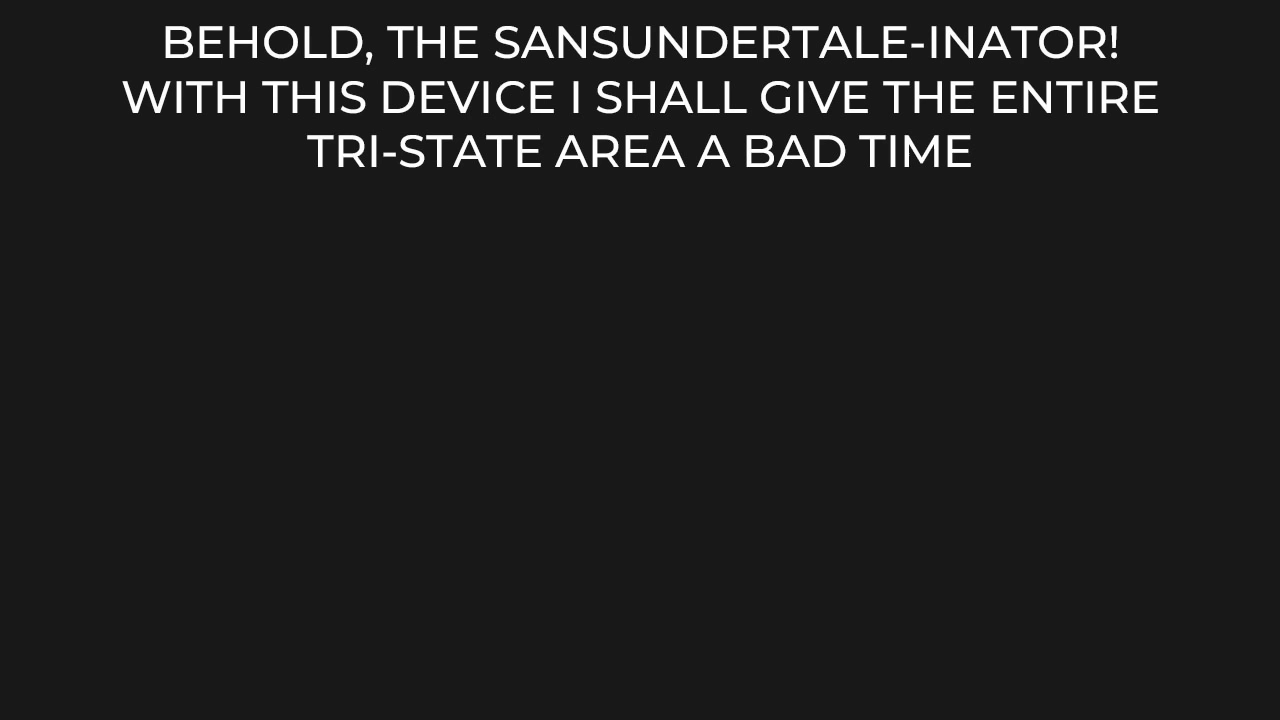 BEHOLD, THE SANSUNDERTALE-INATOR!
WITH THIS DEVICE I SHALL GIVE THE ENTIRE
TRI-STATE AREA A BAD TIME